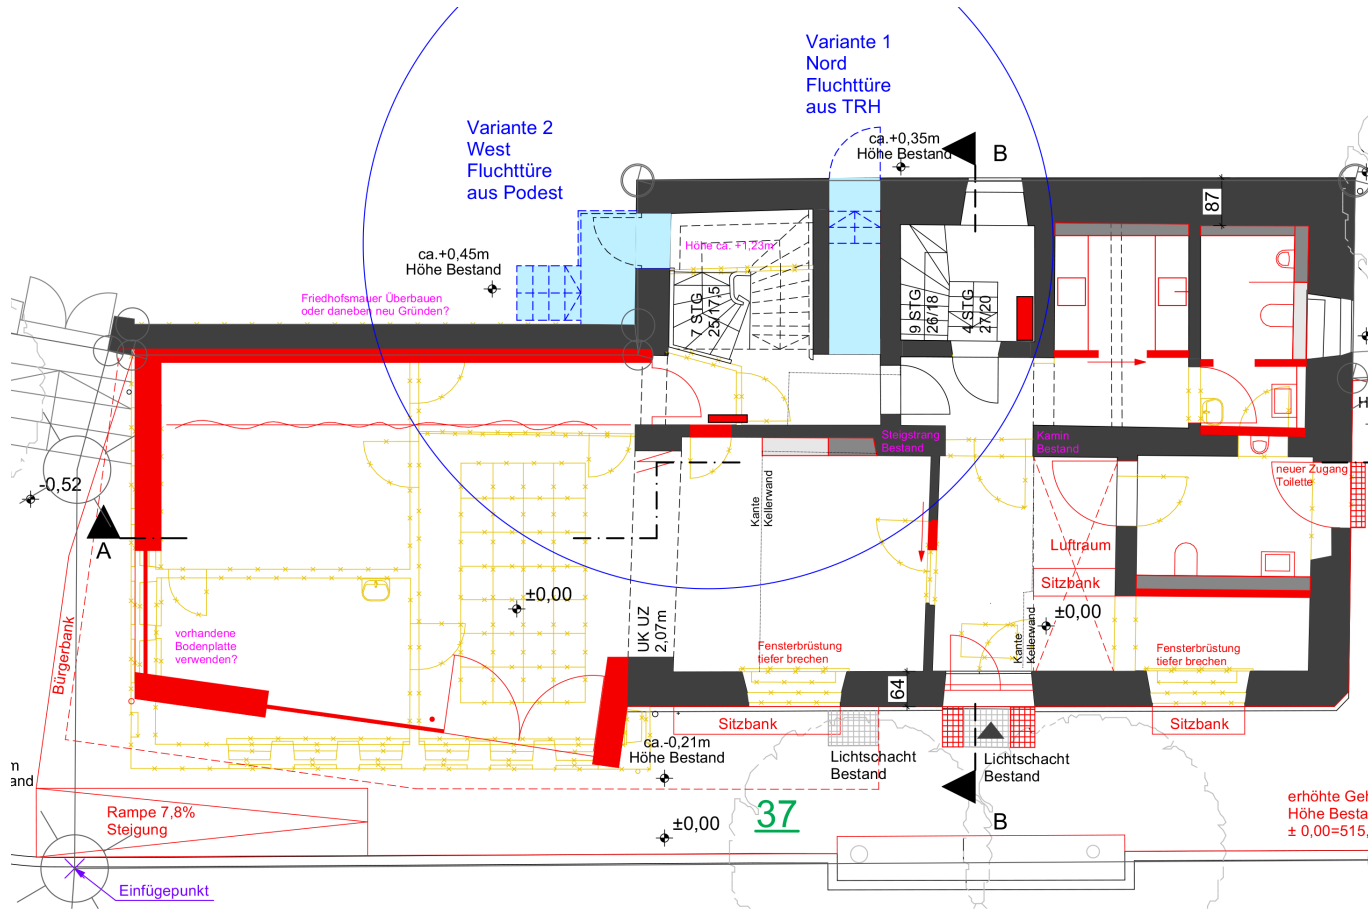 Variante 1
Nord
Fluchttüre
aus TRH
Variante 2
West
Fluchttüre
aus Podest
ca.+0,35m
Höhe Bestand
B
87
ca.+0,45m
Höhe Bestand
Höhe ca. +1,23m
Friedhofsmauer Überbauen
oder daneben neu Gründen?
7 STG
25/17,5
9 STG
26/18
4 STG
27/20
Steigstrang
Bestand
Kamin
Bestand
neuer Zugang
Toilette
-0,52
A
Kante
Kellerwand
Luftraum
Sitzbank
±0,00
±0,00
UK UZ
2,07m
Kante
Kellerwand
Bürgerbank
vorhandene
Bodenplatte
verwenden?
Fensterbrüstung
tiefer brechen
Fensterbrüstung
tiefer brechen
64
Sitzbank
Sitzbank
ca.-0,21m
Höhe Bestand
Lichtschacht
Bestand
Lichtschacht
Bestand
m
and
H
Rampe 7,8%
Steigung
±0,00
37
B
erhöhte Geh
Höhe Besta
± 0,00=515,
Einfügepunkt